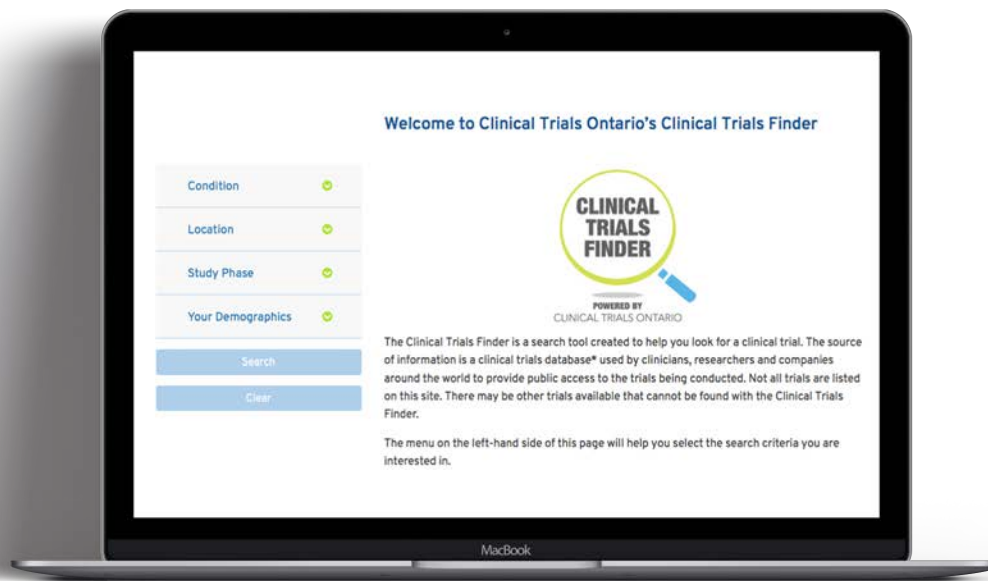 Welcome to Clinical Trials Ontario's Clinical Trials Finder
Condition
Location
Study Phase
Your Demographics
Search
Clear
CLINICAL
TRIALS
FINDER
POWERED BY
CLINICAL TRIALS ONTARIO
The Clinical Trials Finder is a search tool created to help you look for a clinical trial. The source
of information is a clinical trials database* used by clinicians, researchers and companies
around the world to provide public access to the trials being conducted. Not all trials are listed
on this site. There may be other trials available that cannot be found with the Clinical Trials
Finder.
The menu on the left-hand side of this page will help you select the search criteria you are
interested in.
MacBook